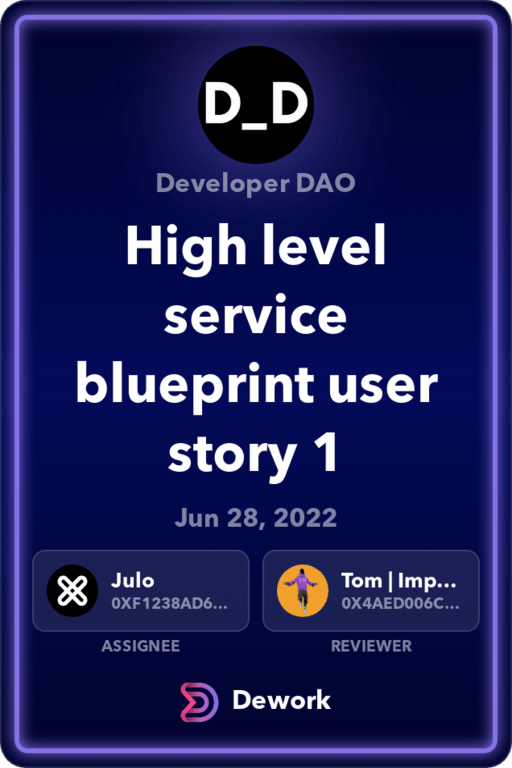 D_D
Developer DAO
High level
service
blueprint user
story 1
Jun 28, 2022
Julo
0XF1238AD6...
ASSIGNEE
Tom | Imp...
0X4AED006C...
REVIEWER
Dework